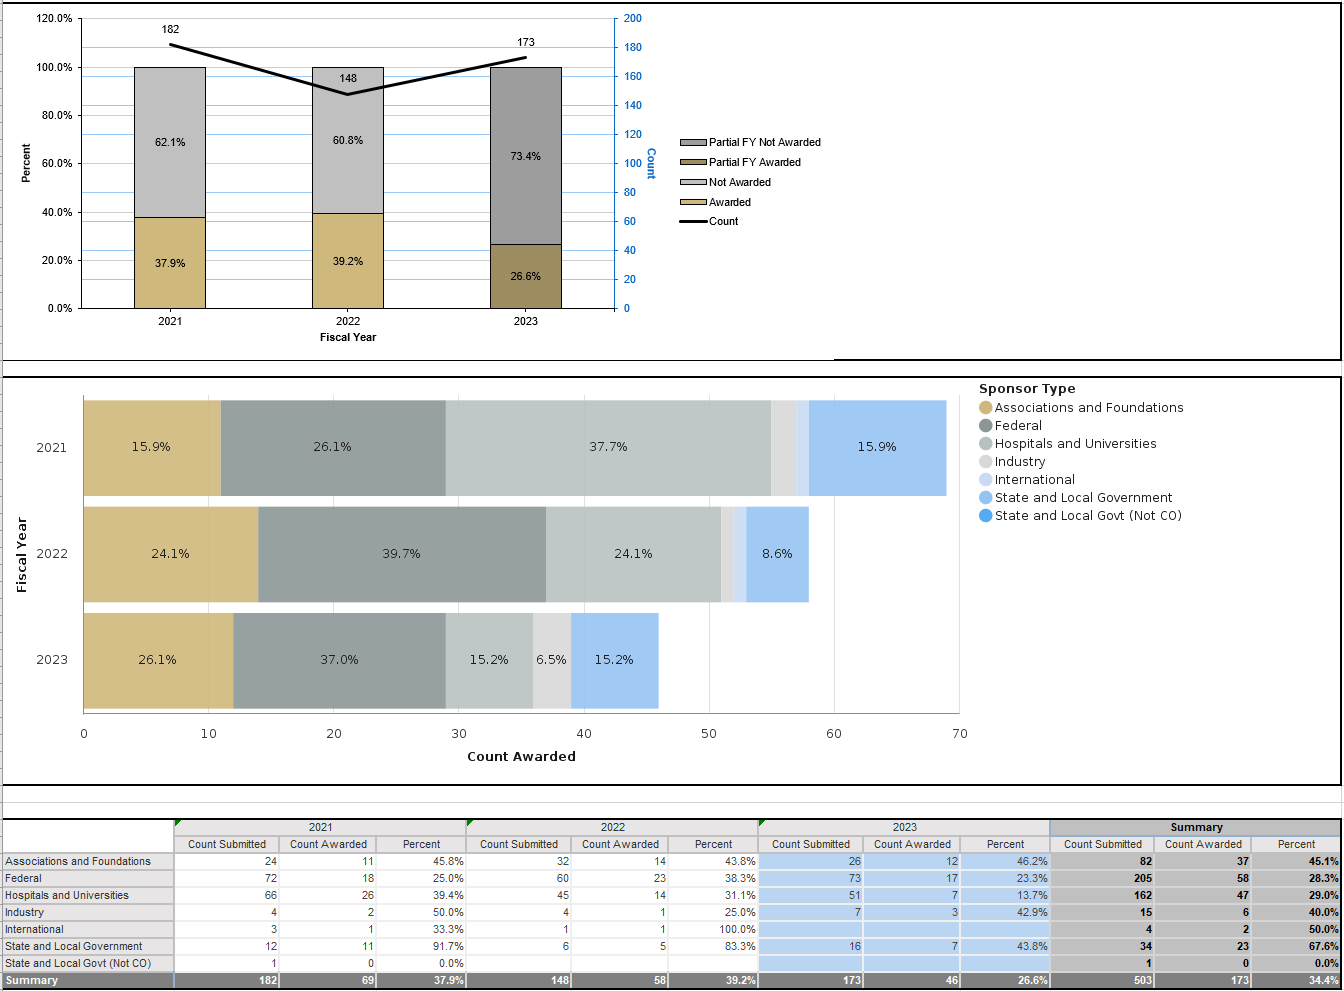 120.0%
100.0%
80.0%
60.0%
40.0%
20.0%
0.0%
Percent
182
148
173
62.1%
60.8%
73.4%
37.9%
39.2%
26.6%
2021
2022
2023
Fiscal Year
200
180
160
140
120
100
80
60
40
20
0
Count
Partial FY Not Awarded
Partial FY Awarded
Not Awarded
Awarded
Count
Fiscal Year
2021
15.9% 26.1% 37.7% 15.9%
2022
24.1% 39.7% 24.1% 8.6%
2023
26.1% 37.0% 15.2% 6.5% 15.2%
0 10 20 30 40 50 60 70
Count Awarded
Sponsor Type
Associations and Foundations
Federal
Hospitals and Universities
Industry
International
State and Local Government
State and Local Govt (Not CO)
2021 2022 2023 Summary
Count Submitted Count Awarded Percent Count Submitted Count Awarded Percent Count Submitted Count Awarded Percent Count Submitted Count Awarded Percent
Associations and Foundations 24 11 45.8% 32 14 43.8% 26 12 46.2% 82 37 45.1%
Federal 72 18 25.0% 60 23 38.3% 73 17 23.3% 205 58 28.3%
Hospitals and Universities 66 26 39.4% 45 14 31.1% 51 7 13.7% 162 47 29.0%
Industry 4 2 50.0% 4 1 25.0% 7 3 42.9% 15 6 40.0%
International 3 1 33.3% 1 1 100.0% 4 2 50.0%
State and Local Government 12 11 91.7% 6 5 83.3% 16 7 43.8% 34 23 67.6%
State and Local Govt (Not CO) 1 0 0.0% 1 0 0.0%
Summary 182 69 37.9% 148 58 39.2% 173 46 26.6% 503 173 34.4%